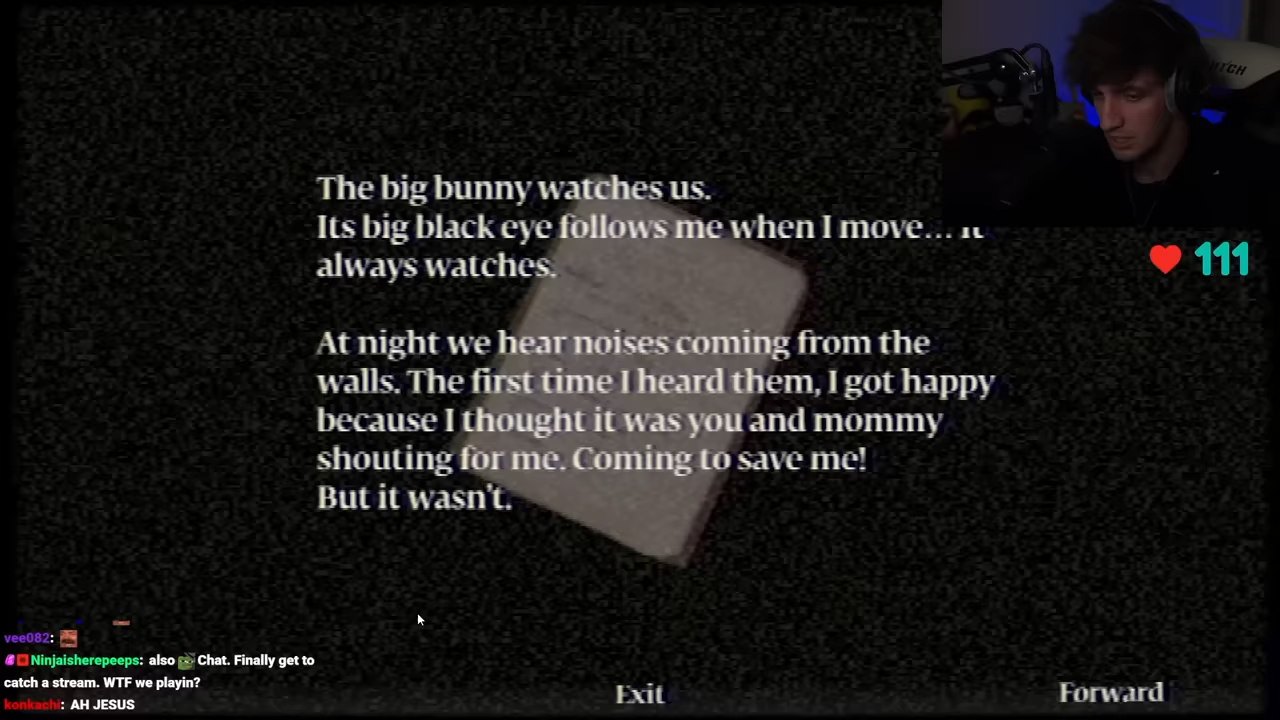 The big bunny watches us.
Its big black eye follows me when I move... It
always watches.
At night we hear noises coming from the
walls. The first time I heard them, I got happy
because I thought it was you and mommy
shouting for me. Coming to save me!
But it wasn't.
111
vee082:
Ninjaisherepeeps: also Chat. Finally get to
catch a stream. WTF we playin?
konkachi: AH JESUS
Exit
Forward